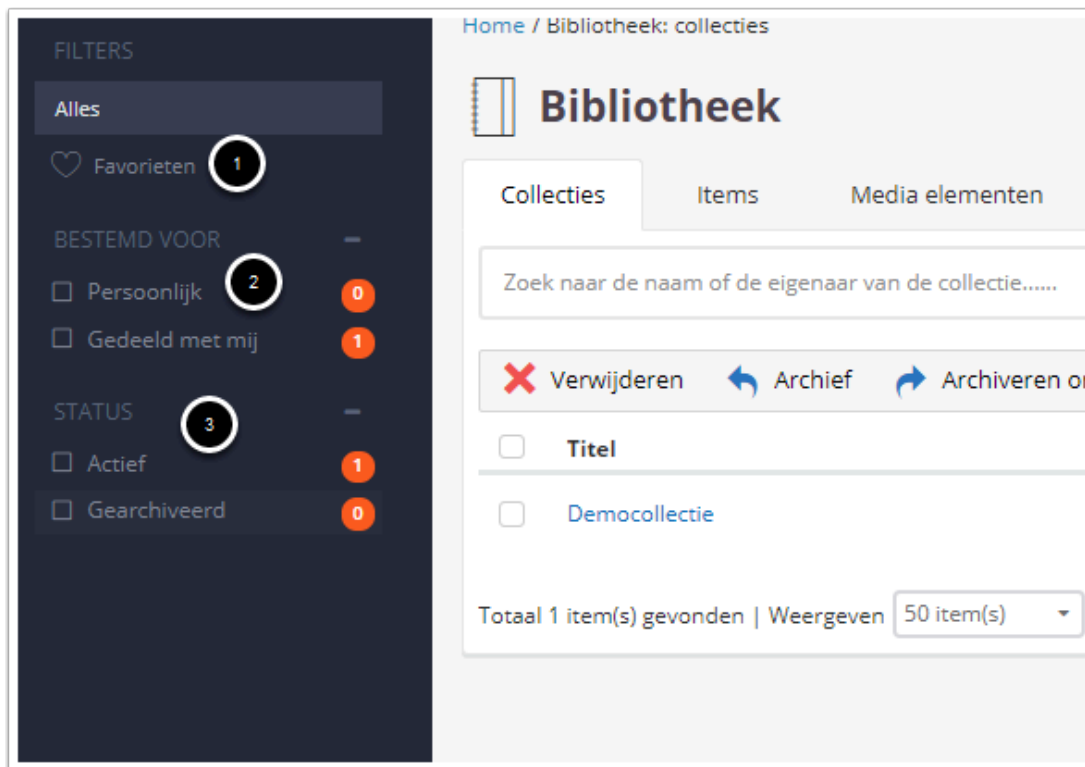 FILTERS
Alles
Favorieten 1
BESTEMD VOOR
Persoonlijk 2 0
Gedeeld met mij 1
STATUS 3
Actief 1
Gearchiveerd 0
Home / Bibliotheek: collecties
Bibliotheek
Collecties Items Media elementen
Zoek naar de naam of de eigenaar van de collectie......
Verwijderen Archief Archiveren
Titel
Democollectie
Totaal 1 item(s) gevonden | Weergeven 50 item(s)